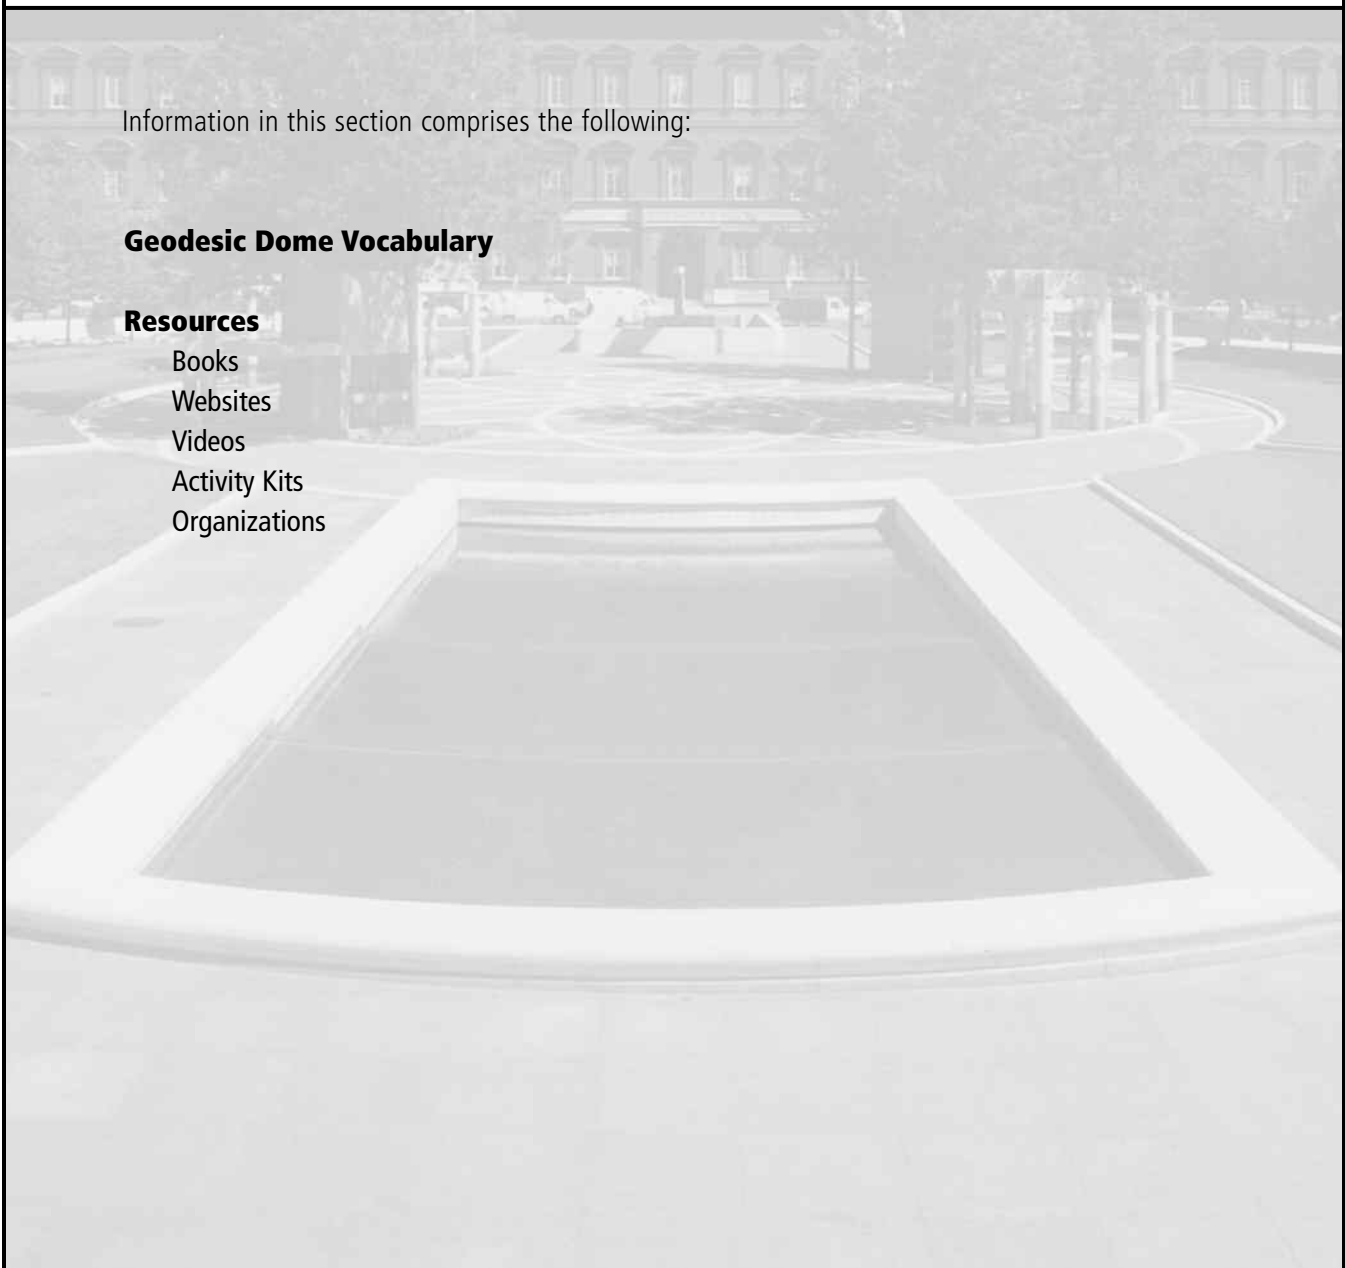 Information in this section comprises the following:
Geodesic Dome Vocabulary
Resources
Books
Websites
Videos
Activity Kits
Organizations